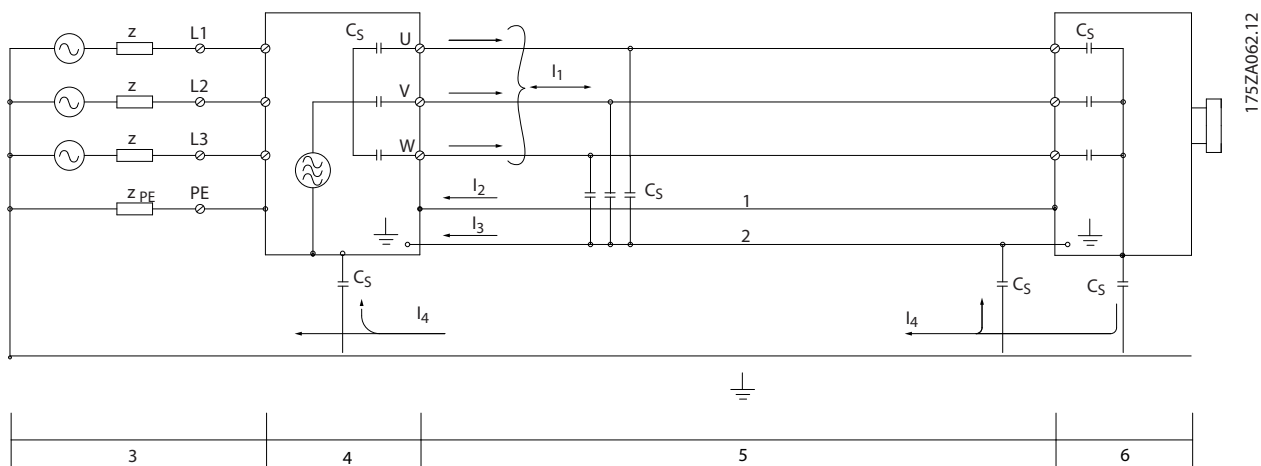 z L1 C_S U C_S
I_1
z L2 V
z L3 W
z_PE PE I_2 C_S 1
I_3 2
C_S C_S C_S
I_4 I_4
3 4 5 6
175ZA062.12